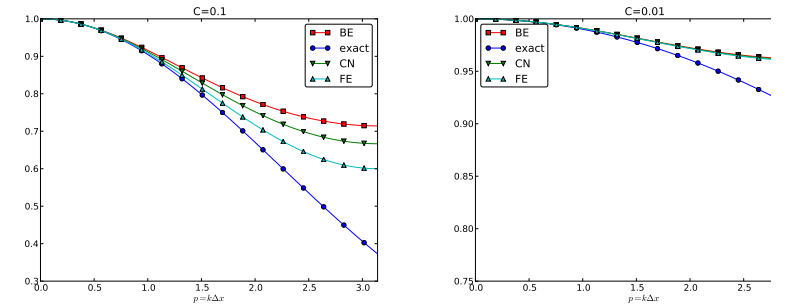 C=0.1
1.0
0.9
0.8
0.7
0.6
0.5
0.4
0.3
0.0 0.5 1.0 1.5 2.0 2.5 3.0
p=kΔx
BE
exact
CN
FE
C=0.01
1.00
0.95
0.90
0.85
0.80
0.75
0.0 0.5 1.0 1.5 2.0 2.5
p=kΔx
BE
exact
CN
FE